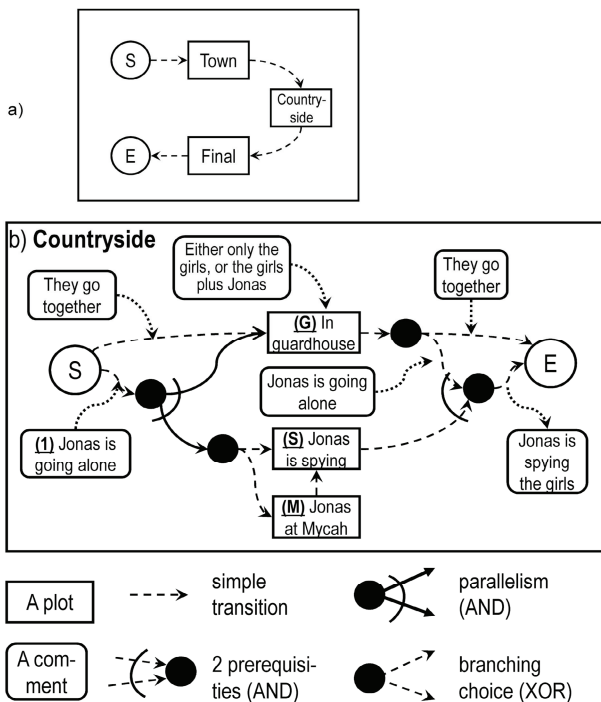 a)
S
Town
Country-
side
E
Final
b) Countryside
They go
together
Either only the
girls, or the girls
plus Jonas
They go
together
(G) In
guardhouse
S
E
Jonas is going
alone
(1) Jonas is
going alone
(S) Jonas
is spying
Jonas is
spying
the girls
(M) Jonas
at Mycah
A plot
simple
transition
parallelism
(AND)
A com-
ment
2 prerequisi-
ties (AND)
branching
choice (XOR)